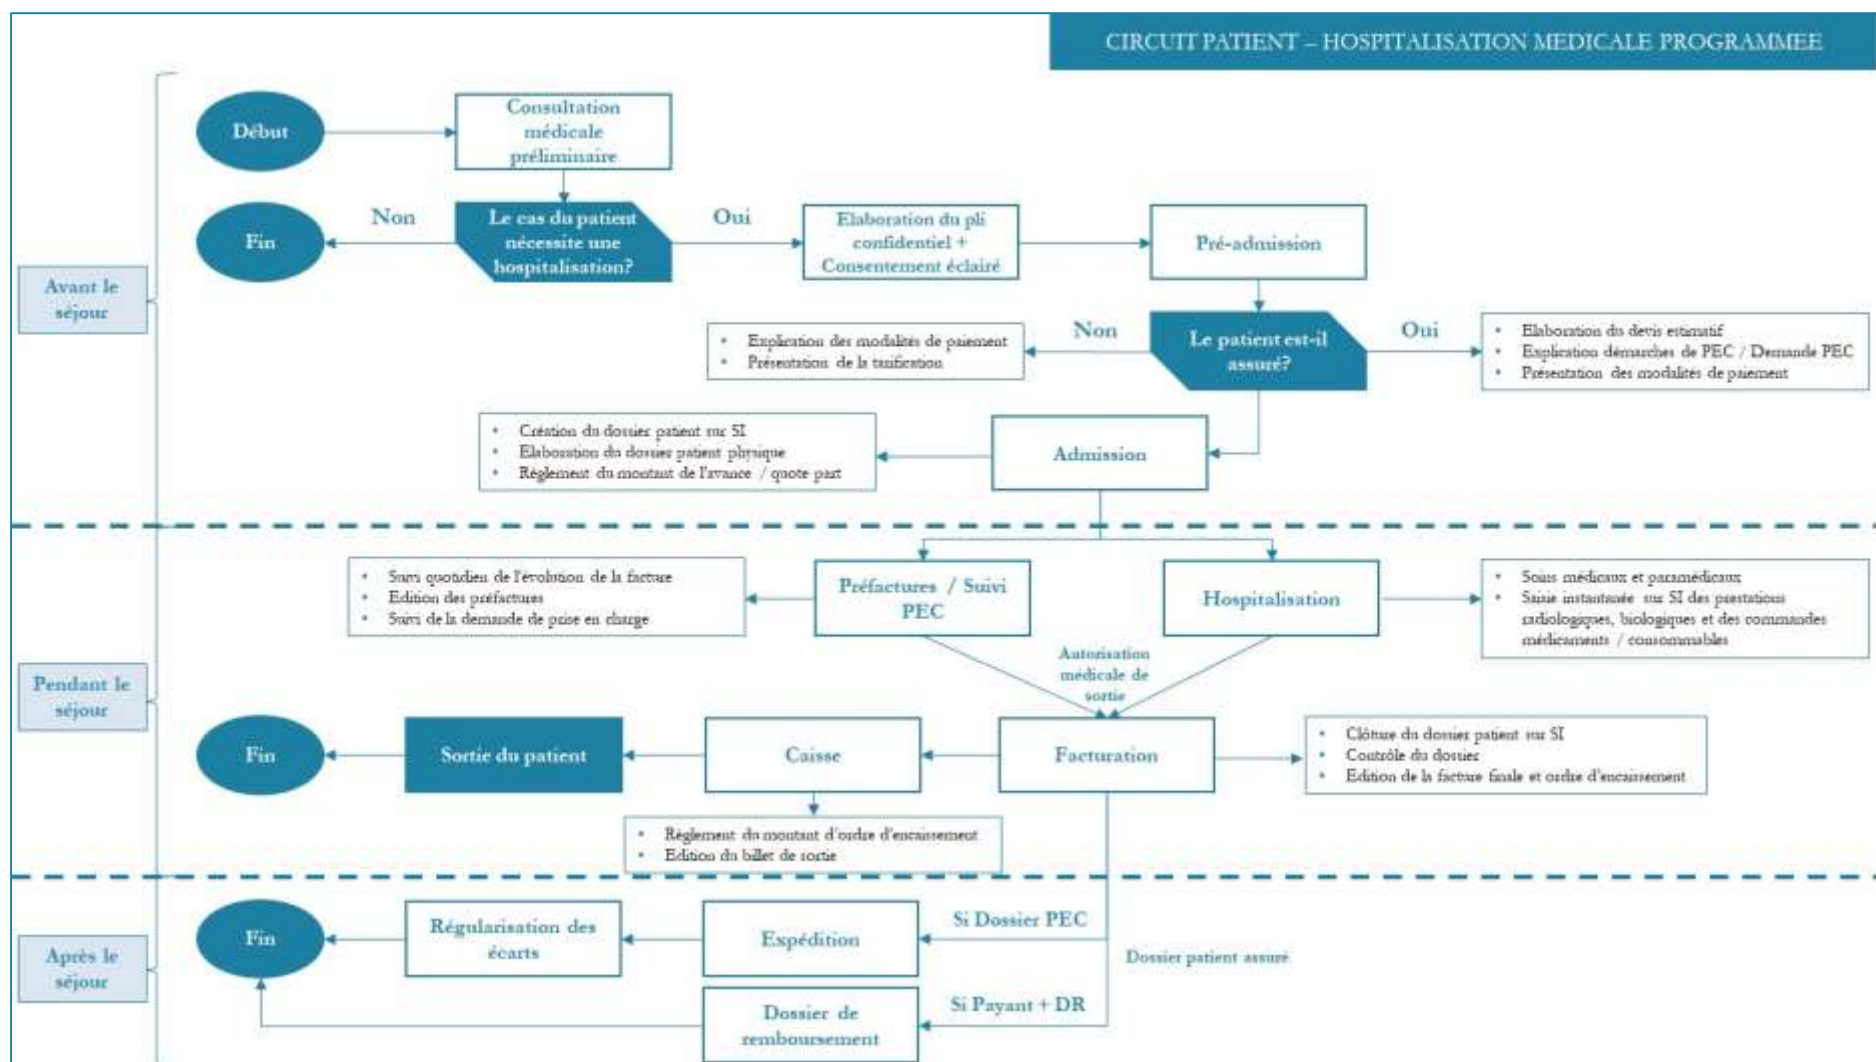 CIRCUIT PATIENT – HOSPITALISATION MEDICALE PROGRAMMEE
Début
Consultation
médicale
préliminaire
Fin
Non
Le cas du patient
nécessite une
hospitalisation?
Oui
Elaboration du pli
confidentiel +
Consentement éclairé
Pré-admission
Avant le
séjour
• Explication des modalités de paiement
• Présentation de la tarification
Non
Le patient est-il
assuré?
Oui
• Elaboration du devis estimatif
• Explication démarches de PEC / Demande PEC
• Présentation des modalités de paiement
• Création du dossier patient sur SI
• Elaboration du dossier patient physique
• Règlement du montant de l'avance / quote part
Admission
• Suivi quotidien de l'évolution de la facture
• Edition des préfactures
• Suivi de la demande de prise en charge
Préfactures / Suivi
PEC
Hospitalisation
• Soins médicaux et paramédicaux
• Saisie instantanée sur SI des prestations
radiologiques, biologiques et des commandes
médicaments / consommables
Autorisation
médicale de
sortie
Pendant le
séjour
Fin
Sortie du patient
Caisse
Facturation
• Clôture du dossier patient sur SI
• Contrôle du dossier
• Edition de la facture finale et ordre d'encaissement
• Règlement du montant d'ordre d'encaissement
• Edition du billet de sortie
Après le
séjour
Fin
Régularisation des
écarts
Expédition
Si Dossier PEC
Dossier patient assuré
Dossier de
remboursement
Si Payant + DR